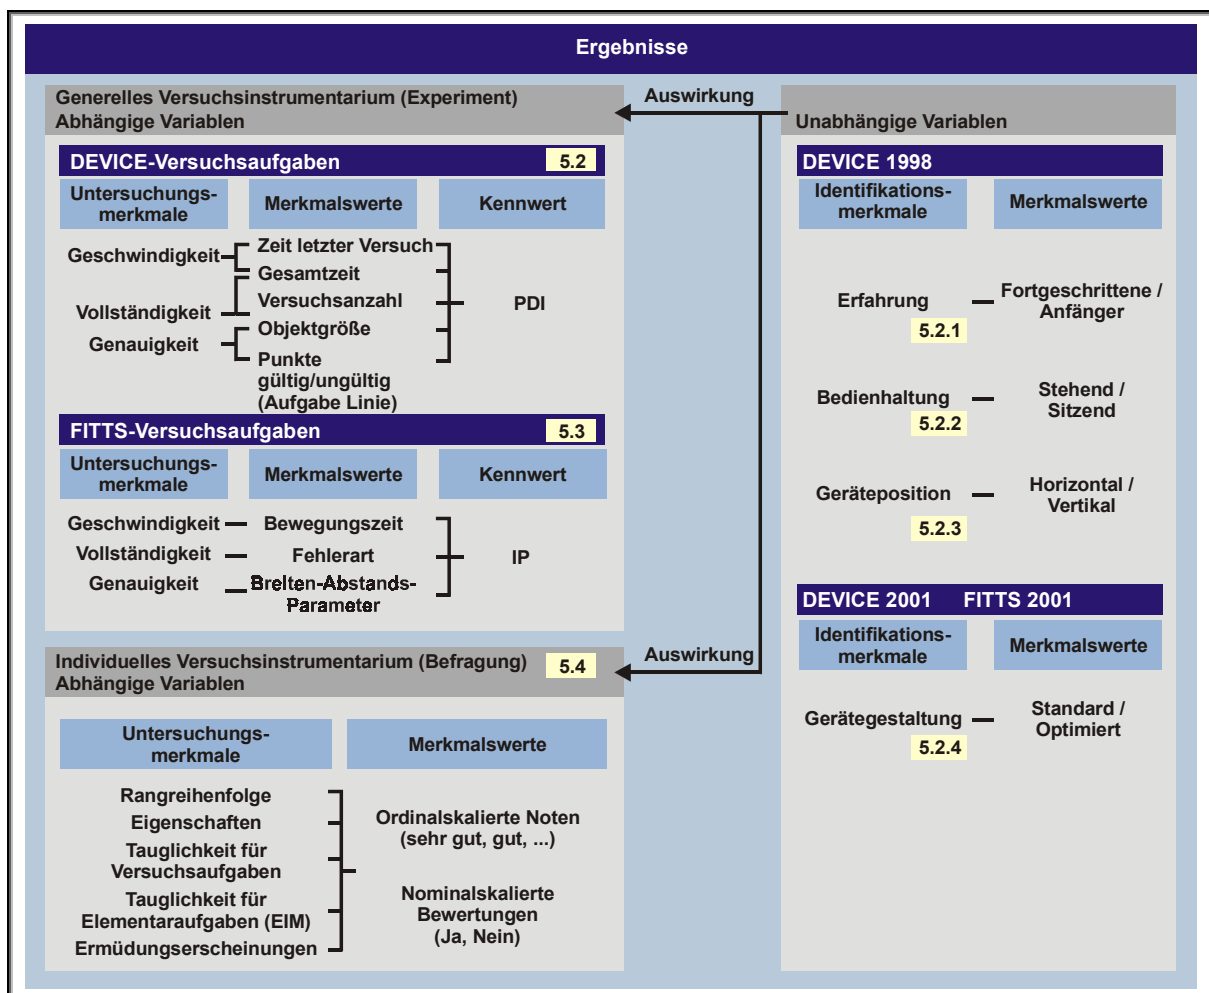 Ergebnisse
Generelles Versuchsinstrumentarium (Experiment)
Abhängige Variablen
Auswirkung
Unabhängige Variablen
DEVICE-Versuchsaufgaben 5.2
Untersuchungs-
merkmale
Merkmalswerte
Kennwert
Geschwindigkeit
Vollständigkeit
Genauigkeit
Zeit letzter Versuch
Gesamtzeit
Versuchsanzahl
Objektgröße
Punkte
gültig/ungültig
(Aufgabe Linie)
PDI
FITTS-Versuchsaufgaben 5.3
Untersuchungs-
merkmale
Merkmalswerte
Kennwert
Geschwindigkeit
Vollständigkeit
Genauigkeit
Bewegungszeit
Fehlerart
Breiten-Abstands-
Parameter
IP
Individuelles Versuchsinstrumentarium (Befragung) 5.4
Abhängige Variablen
Auswirkung
Untersuchungs-
merkmale
Merkmalswerte
Rangreihenfolge
Eigenschaften
Tauglichkeit für
Versuchsaufgaben
Tauglichkeit für
Elementaraufgaben (EIM)
Ermüdungserscheinungen
Ordinalskalierte Noten
(sehr gut, gut, ...)
Nominalskalierte
Bewertungen
(Ja, Nein)
DEVICE 1998
Identifikations-
merkmale
Merkmalswerte
Erfahrung
5.2.1
Fortgeschrittene /
Anfänger
Bedienhaltung
5.2.2
Stehend /
Sitzend
Geräteposition
5.2.3
Horizontal /
Vertikal
DEVICE 2001 FITTS 2001
Identifikations-
merkmale
Merkmalswerte
Gerätegestaltung
5.2.4
Standard /
Optimiert